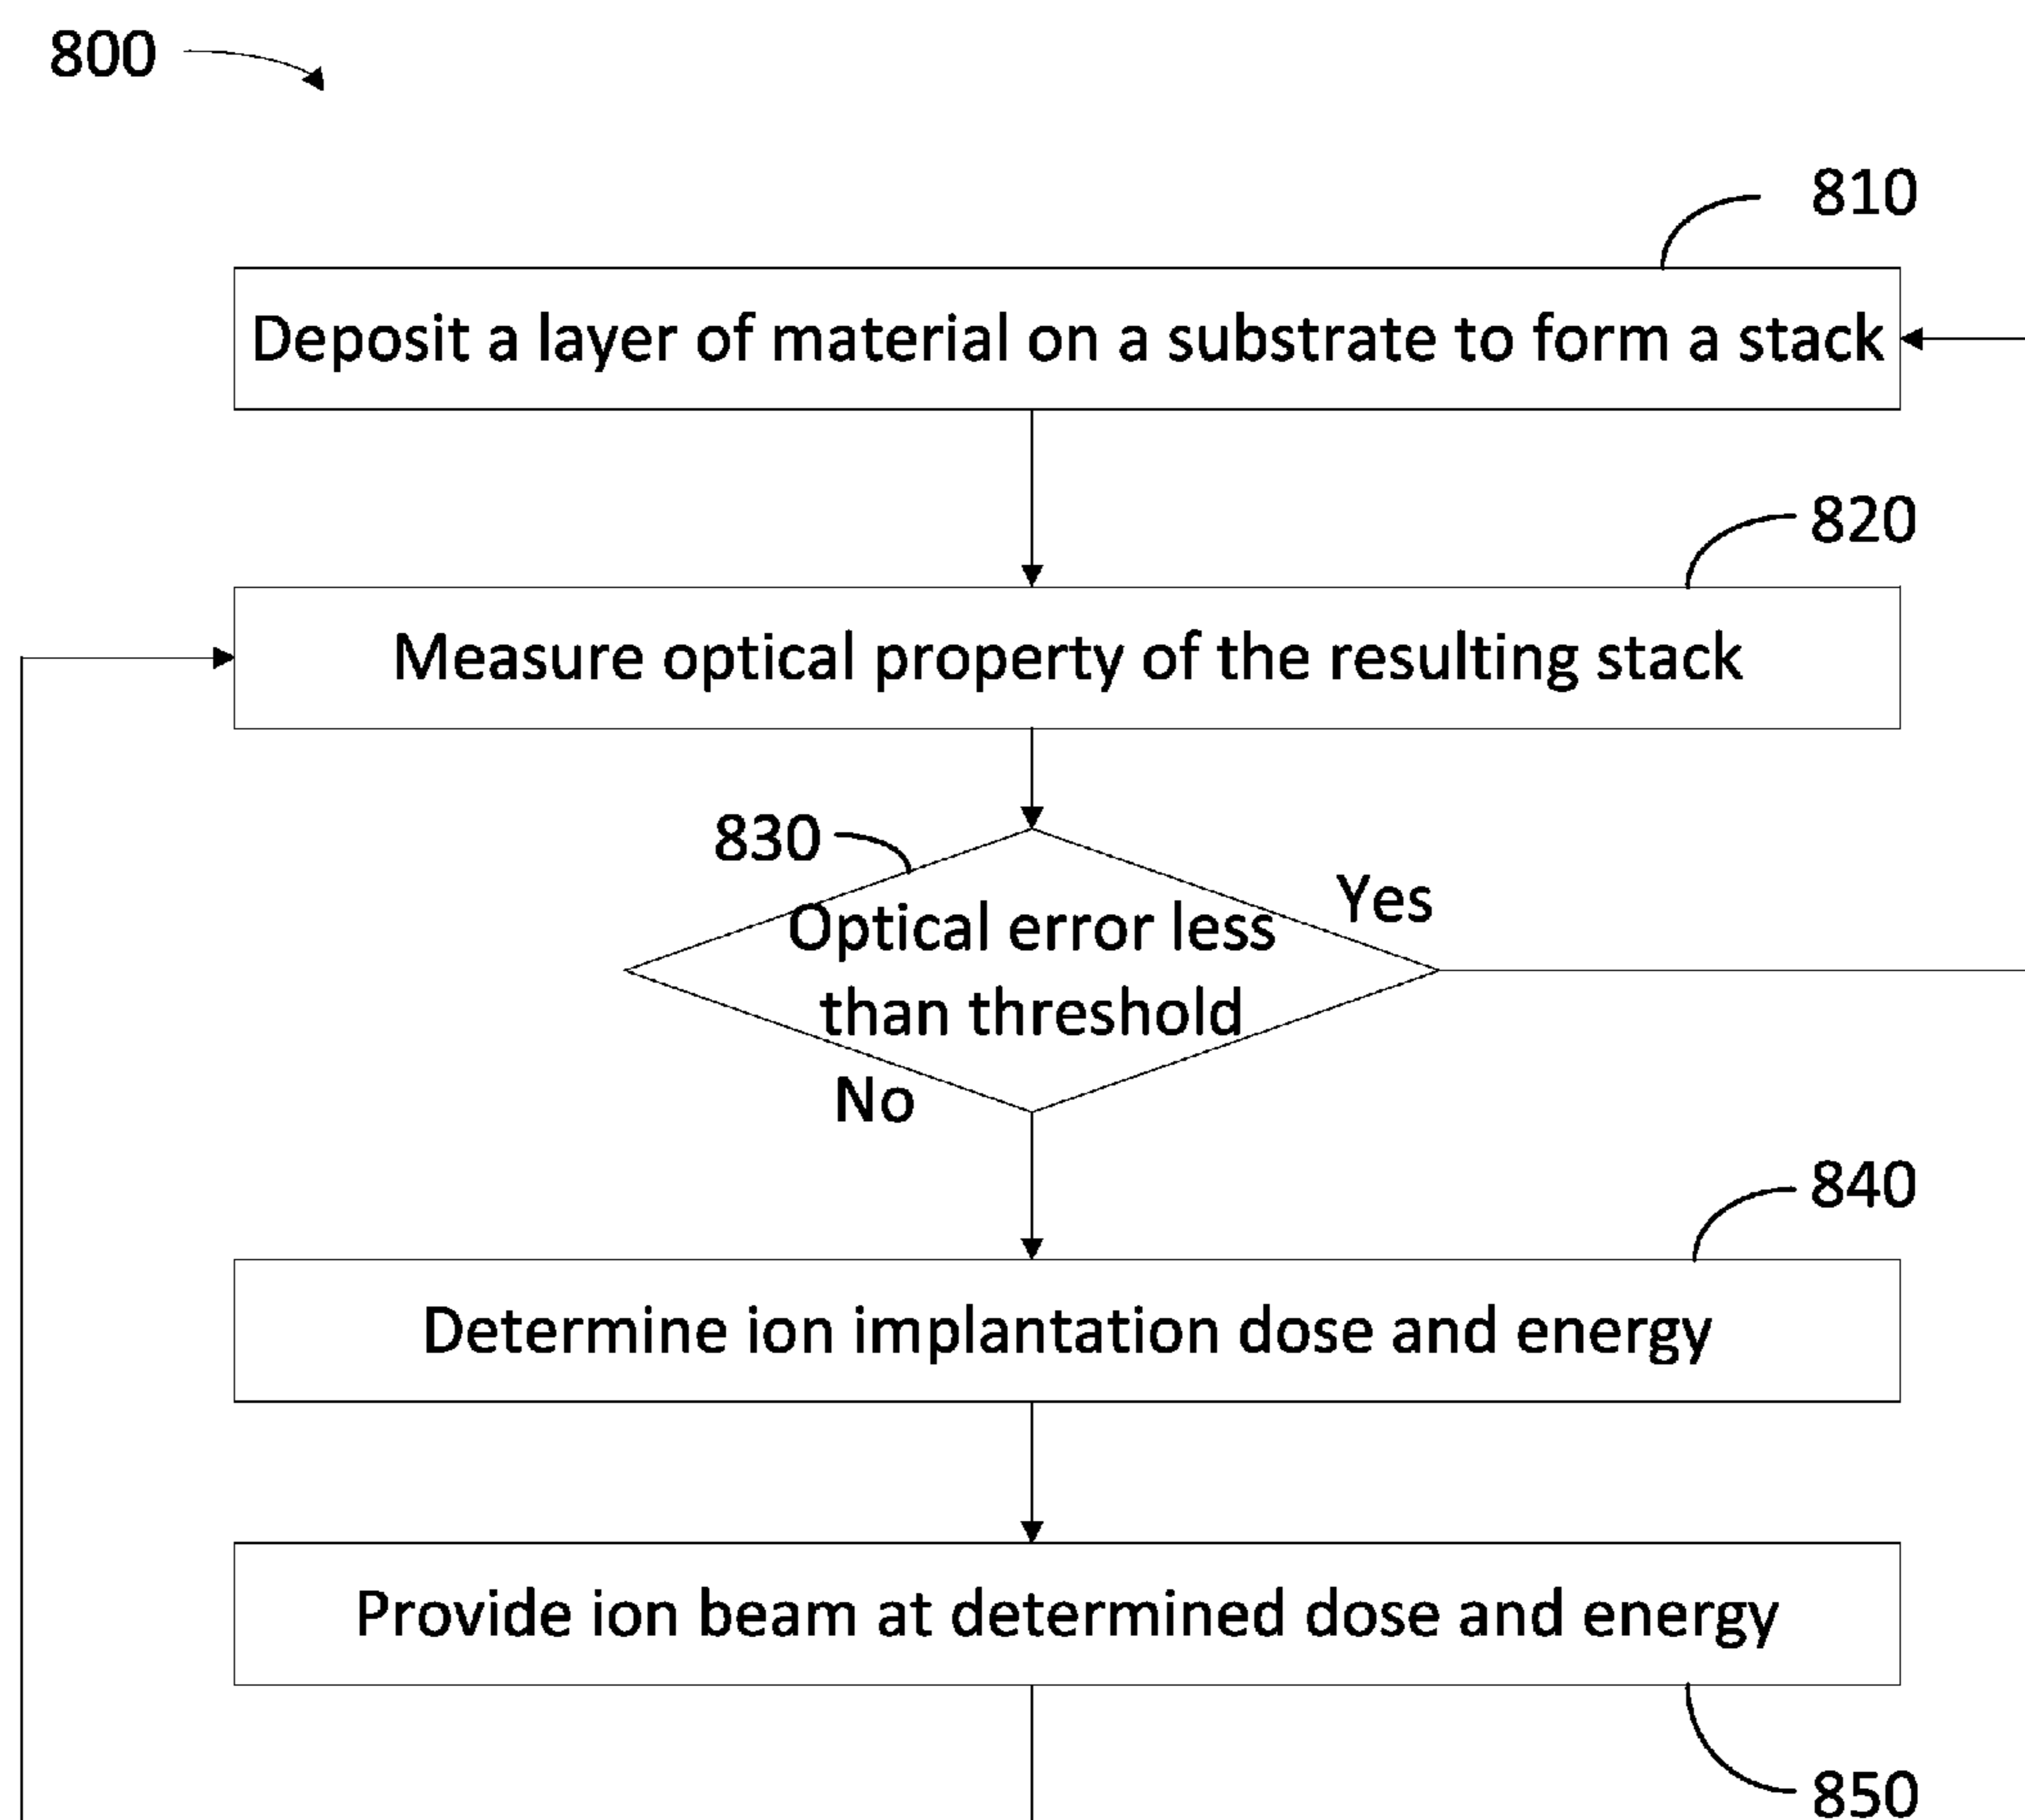 800
810
Deposit a layer of material on a substrate to form a stack
820
Measure optical property of the resulting stack
830
Yes
Optical error less
than threshold
No
840
Determine ion implantation dose and energy
Provide ion beam at determined dose and energy
850